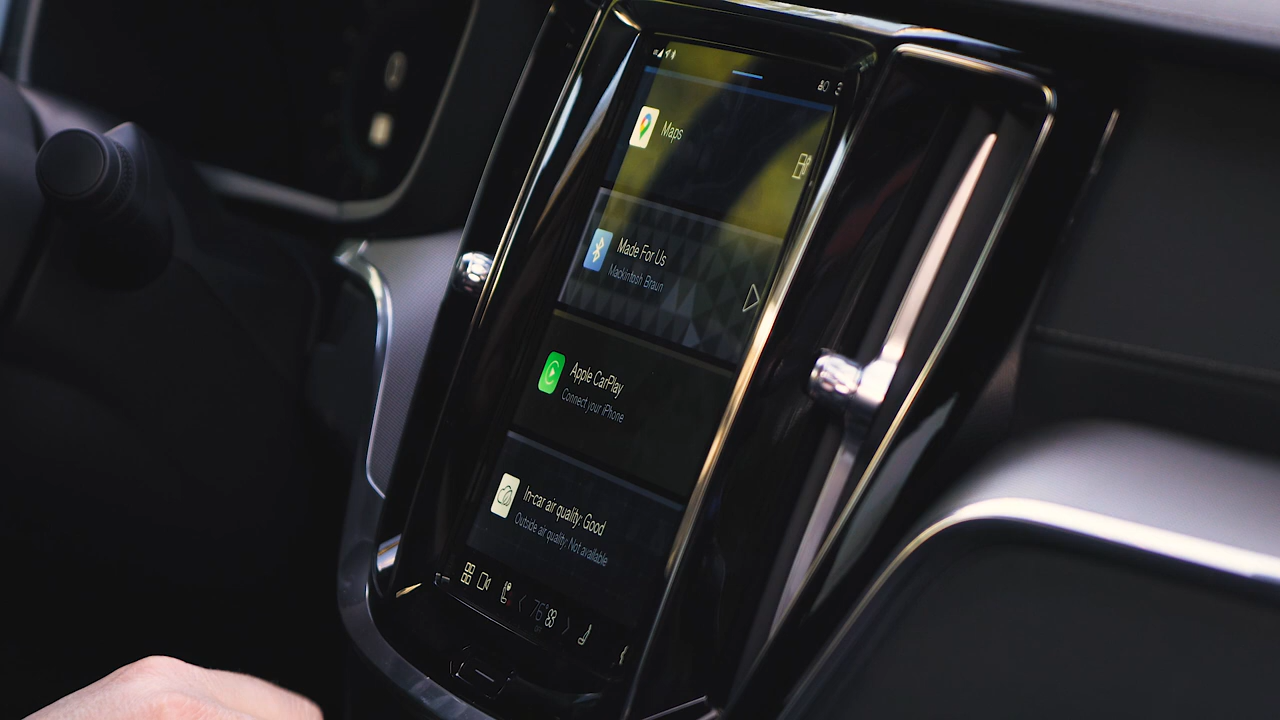 Maps
Made For Us
Mackintosh Braun
Apple CarPlay
Connect your iPhone
In-car air quality: Good
Outside air quality: Not available
76